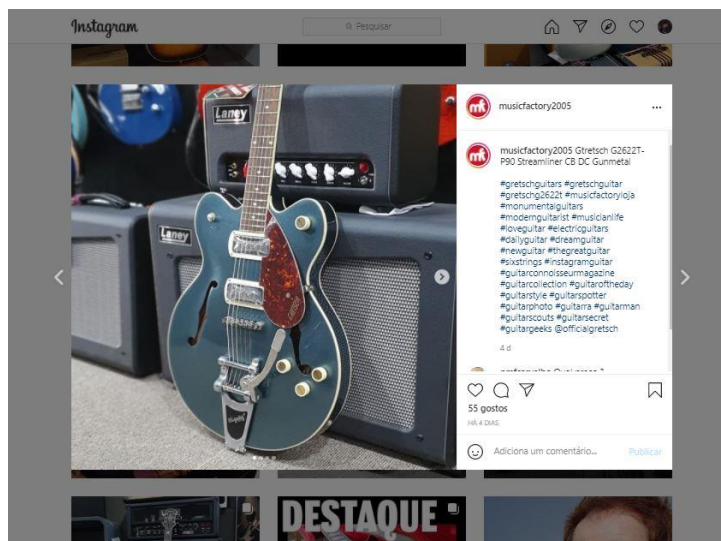 Instagram
Pesquisar
Laney
Laney
mf musicfactory2005
mf musicfactory2005 Gtretsch G2622T-
P90 Streamliner CB DC Gunmetal
#gretschguitars #gretschguitar
#gretschg2622t #musicfactoryloja
#monumentalguitars
#modernguitarist #musicianlife
#loveguitar #electricguitars
#dailyguitar #dreamguitar
#newguitar #thegreatguitar
#sixstrings #instagramguitar
#guitarconnoisseurmagazine
#guitarcollection #guitaroftheday
#guitarstyle #guitarspotter
#guitarphoto #guitarra #guitarman
#guitarscouts #guitarsecret
#guitargeeks @officialgretsch
4 d
55 gostos
HÁ 4 DIAS
Adiciona um comentário...
Publicar
DESTAQUE